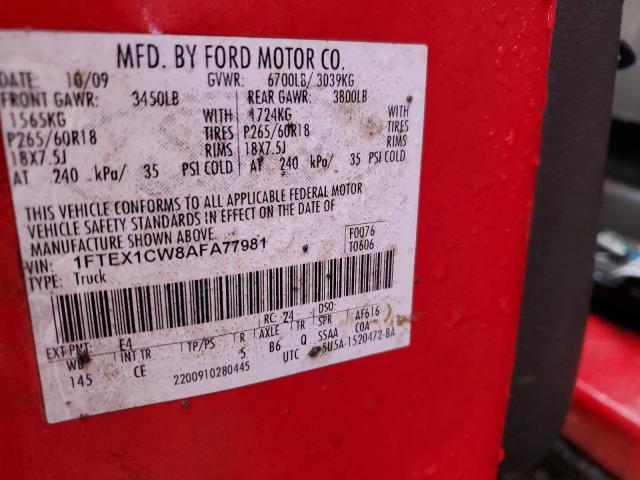 MFD. BY FORD MOTOR CO.
DATE: 10/09 GVWR: 6700LB/ 3039KG
FRONT GAWR: 3450LB REAR GAWR: 3800LB
1565KG WITH 1724KG WITH
P265/60R18 TIRES P265/60R18 TIRES
18X7.5J RIMS 18X7.5J RIMS
AT 240 kPa/ 35 PSI COLD AT 240 kPa/ 35 PSI COLD
THIS VEHICLE CONFORMS TO ALL APPLICABLE FEDERAL MOTOR
VEHICLE SAFETY STANDARDS IN EFFECT ON THE DATE OF
MANUFACTURE SHOWN ABOVE. F0076
VIN: 1FTEX1CW8AFA77981 T0606
TYPE: Truck
RC: 24 DSO:
EXT PNT: E4 AF616
WB INT TR TP/PS R AXLE TR SPR COA
145 CE 5 B6 Q SSAA
2200910280445 UTC 5U5A-1520472-BA